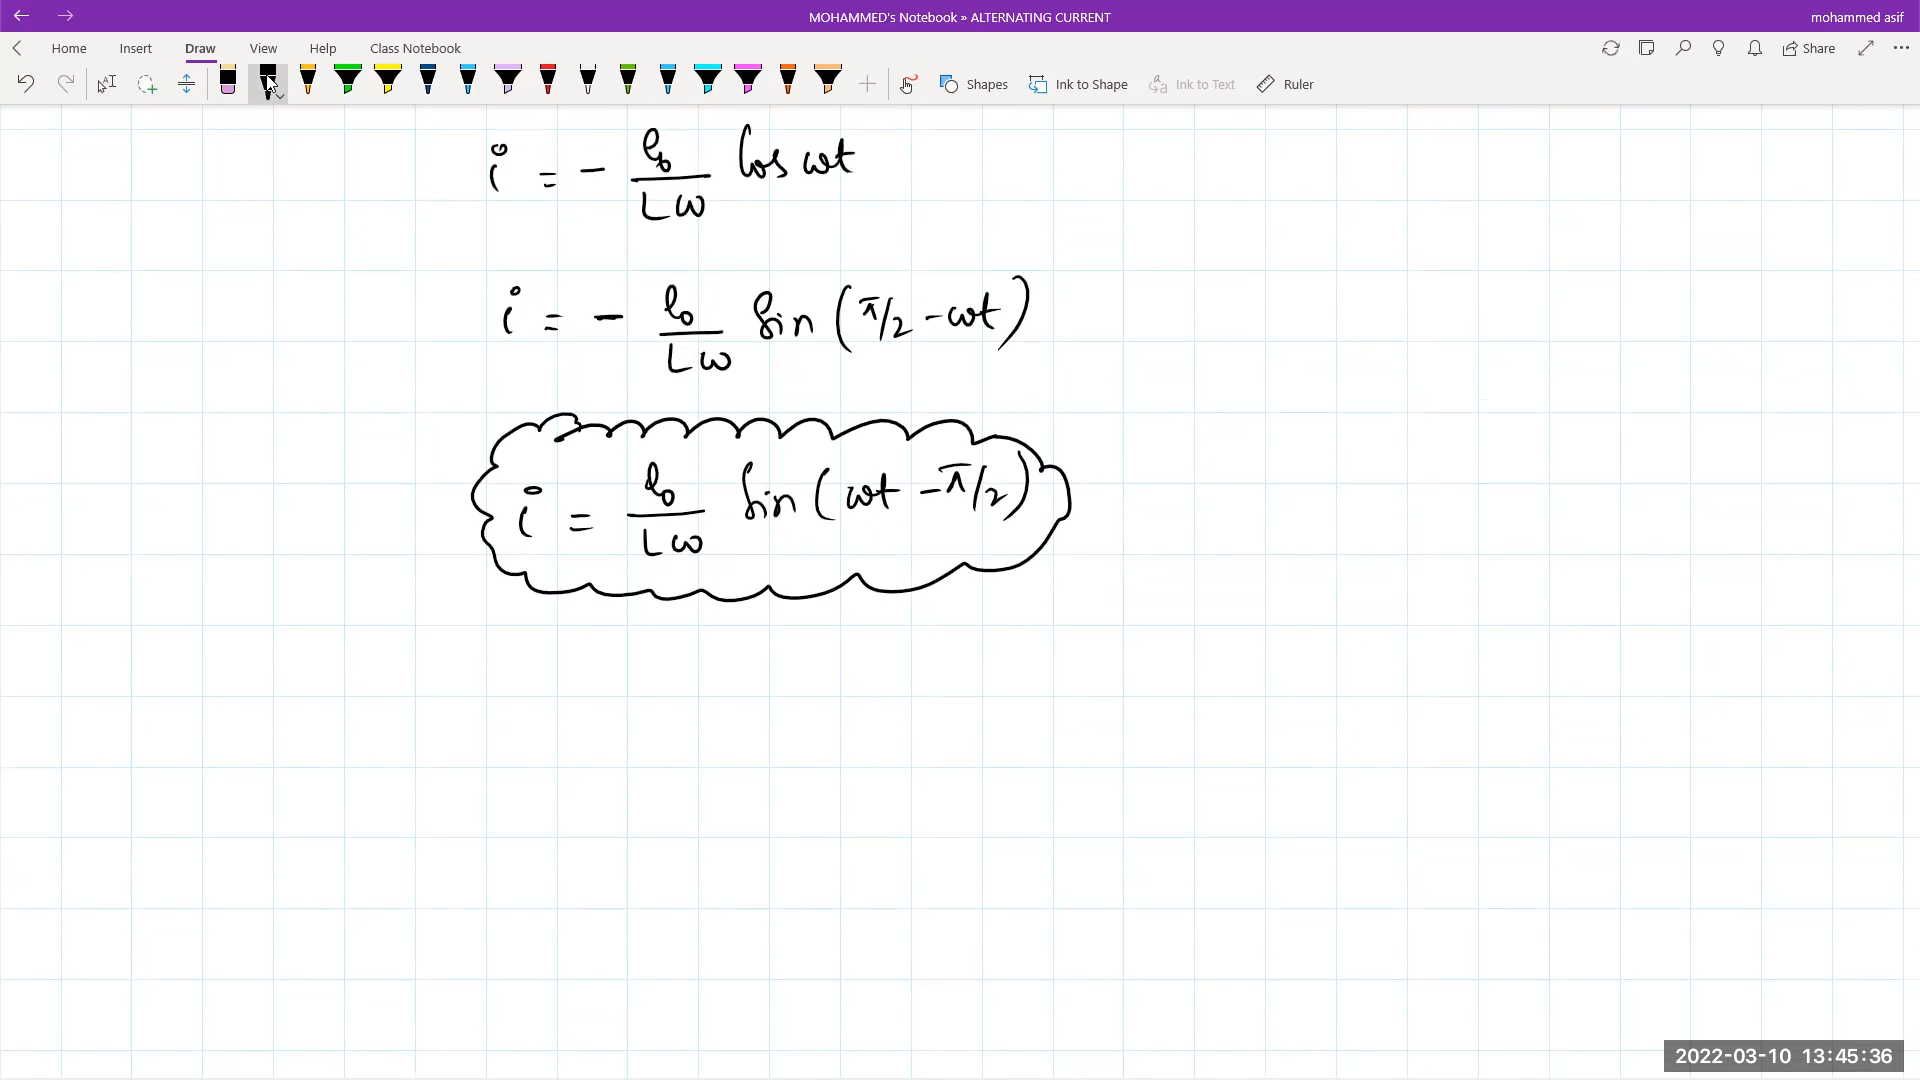 MOHAMMED's Notebook » ALTERNATING CURRENT
mohammed asif
Home Insert Draw View Help Class Notebook
Share
Shapes Ink to Shape Ink to Text Ruler
i = - e₀/Lω Cos ωt
i = - e₀/Lω Sin (π/2 - ωt)
i = e₀/Lω Sin (ωt - π/2)
2022-03-10 13:45:36